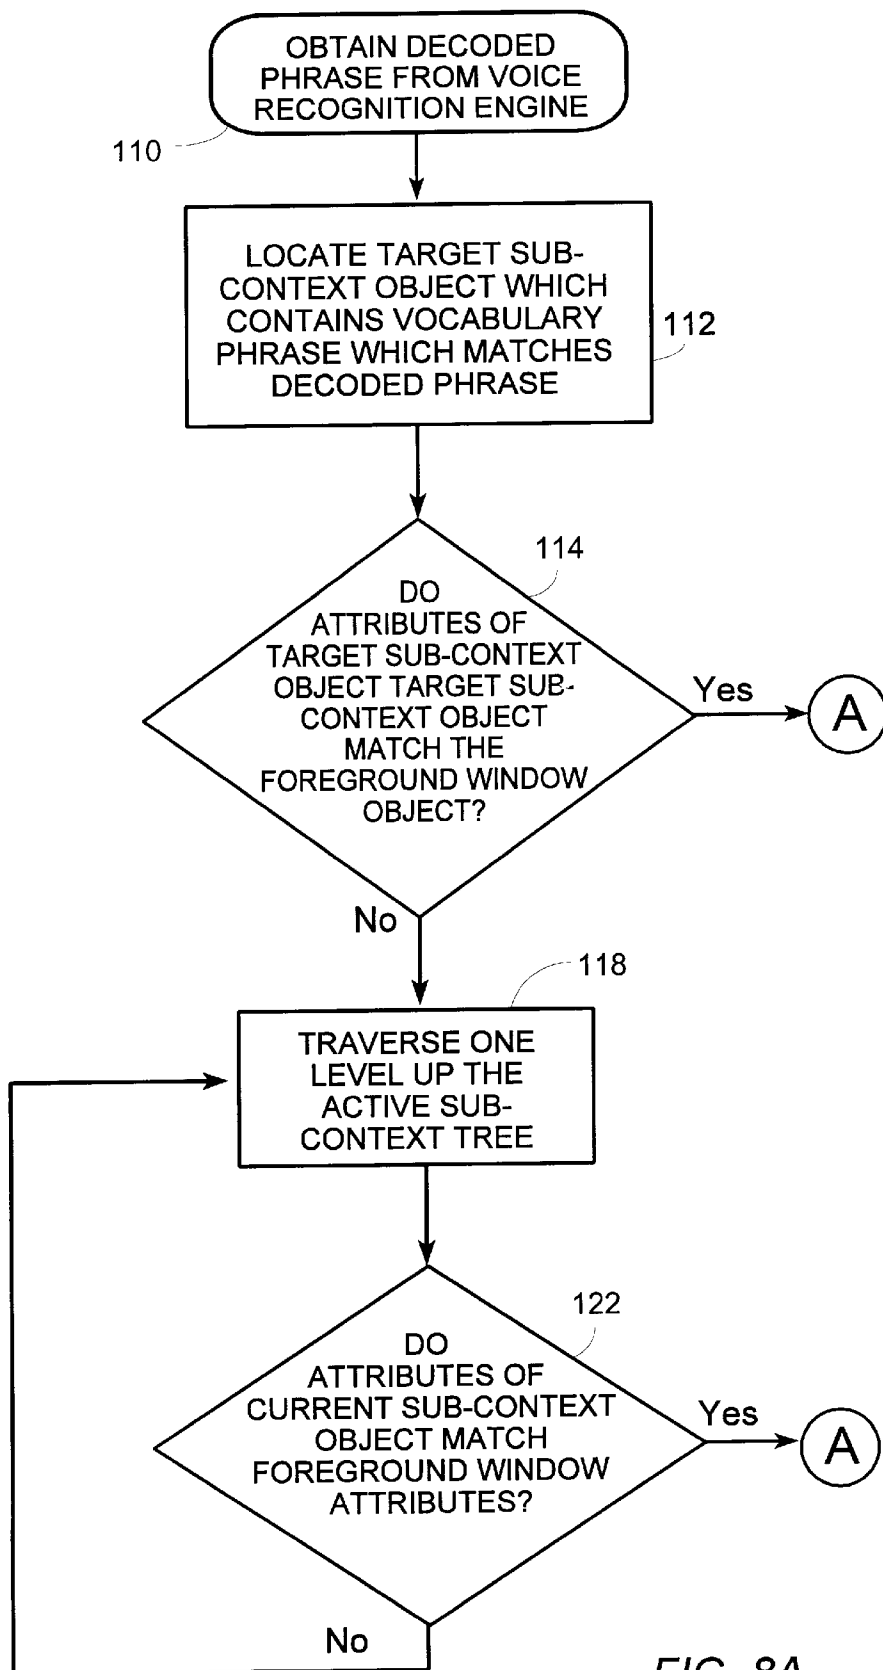 OBTAIN DECODED
PHRASE FROM VOICE
RECOGNITION ENGINE
110
LOCATE TARGET SUB-
CONTEXT OBJECT WHICH
CONTAINS VOCABULARY
PHRASE WHICH MATCHES
DECODED PHRASE
112
114
DO
ATTRIBUTES OF
TARGET SUB-CONTEXT
OBJECT TARGET SUB-
CONTEXT OBJECT
MATCH THE
FOREGROUND WINDOW
OBJECT?
Yes
A
No
118
TRAVERSE ONE
LEVEL UP THE
ACTIVE SUB-
CONTEXT TREE
122
DO
ATTRIBUTES OF
CURRENT SUB-CONTEXT
OBJECT MATCH
FOREGROUND WINDOW
ATTRIBUTES?
Yes
A
No
FIG. 8A